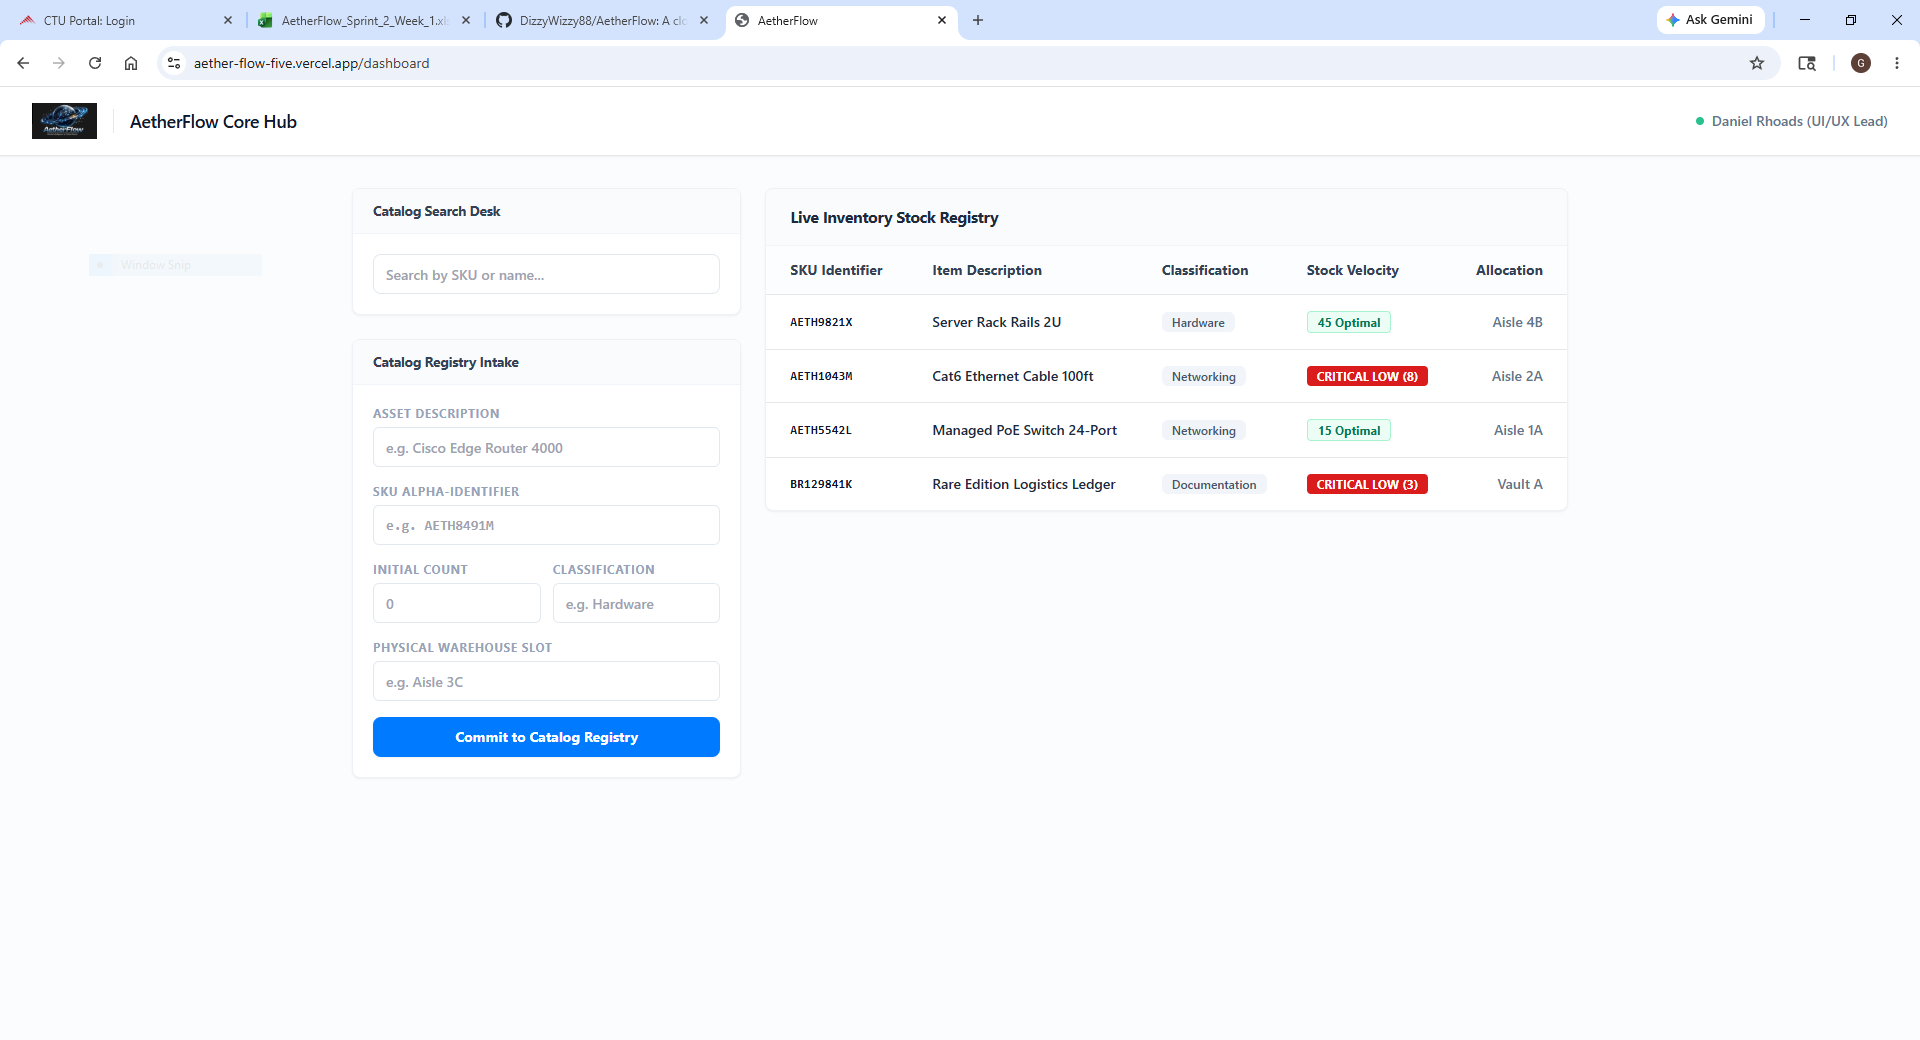 CTU Portal: Login
AetherFlow_Sprint_2_Week_1.xls
DizzyWizzy88/AetherFlow: A clo
AetherFlow
Ask Gemini
aether-flow-five.vercel.app/dashboard
G
AetherFlow
AetherFlow Core Hub
Daniel Rhoads (UI/UX Lead)
Window Snip
Catalog Search Desk
Search by SKU or name...
Catalog Registry Intake
ASSET DESCRIPTION
e.g. Cisco Edge Router 4000
SKU ALPHA-IDENTIFIER
e.g. AETH8491M
INITIAL COUNT CLASSIFICATION
0 e.g. Hardware
PHYSICAL WAREHOUSE SLOT
e.g. Aisle 3C
Commit to Catalog Registry
Live Inventory Stock Registry
SKU Identifier Item Description Classification Stock Velocity Allocation
AETH9821X Server Rack Rails 2U Hardware 45 Optimal Aisle 4B
AETH1043M Cat6 Ethernet Cable 100ft Networking CRITICAL LOW (8) Aisle 2A
AETH5542L Managed PoE Switch 24-Port Networking 15 Optimal Aisle 1A
BR129841K Rare Edition Logistics Ledger Documentation CRITICAL LOW (3) Vault A